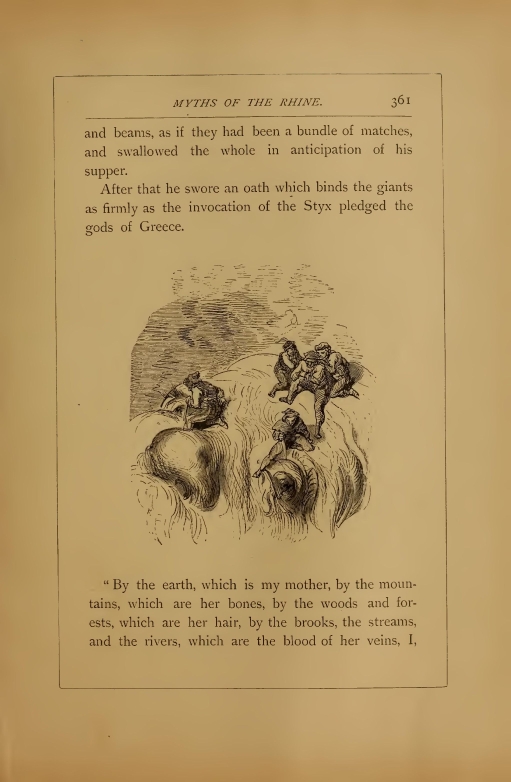 MYTHS OF THE RHINE. 361
and beams, as if they had been a bundle of matches,
and swallowed the whole in anticipation of his
supper.
After that he swore an oath which binds the giants
as firmly as the invocation of the Styx pledged the
gods of Greece.
“By the earth, which is my mother, by the moun-
tains, which are her bones, by the woods and for-
ests, which are her hair, by the brooks, the streams,
and the rivers, which are the blood of her veins, I,